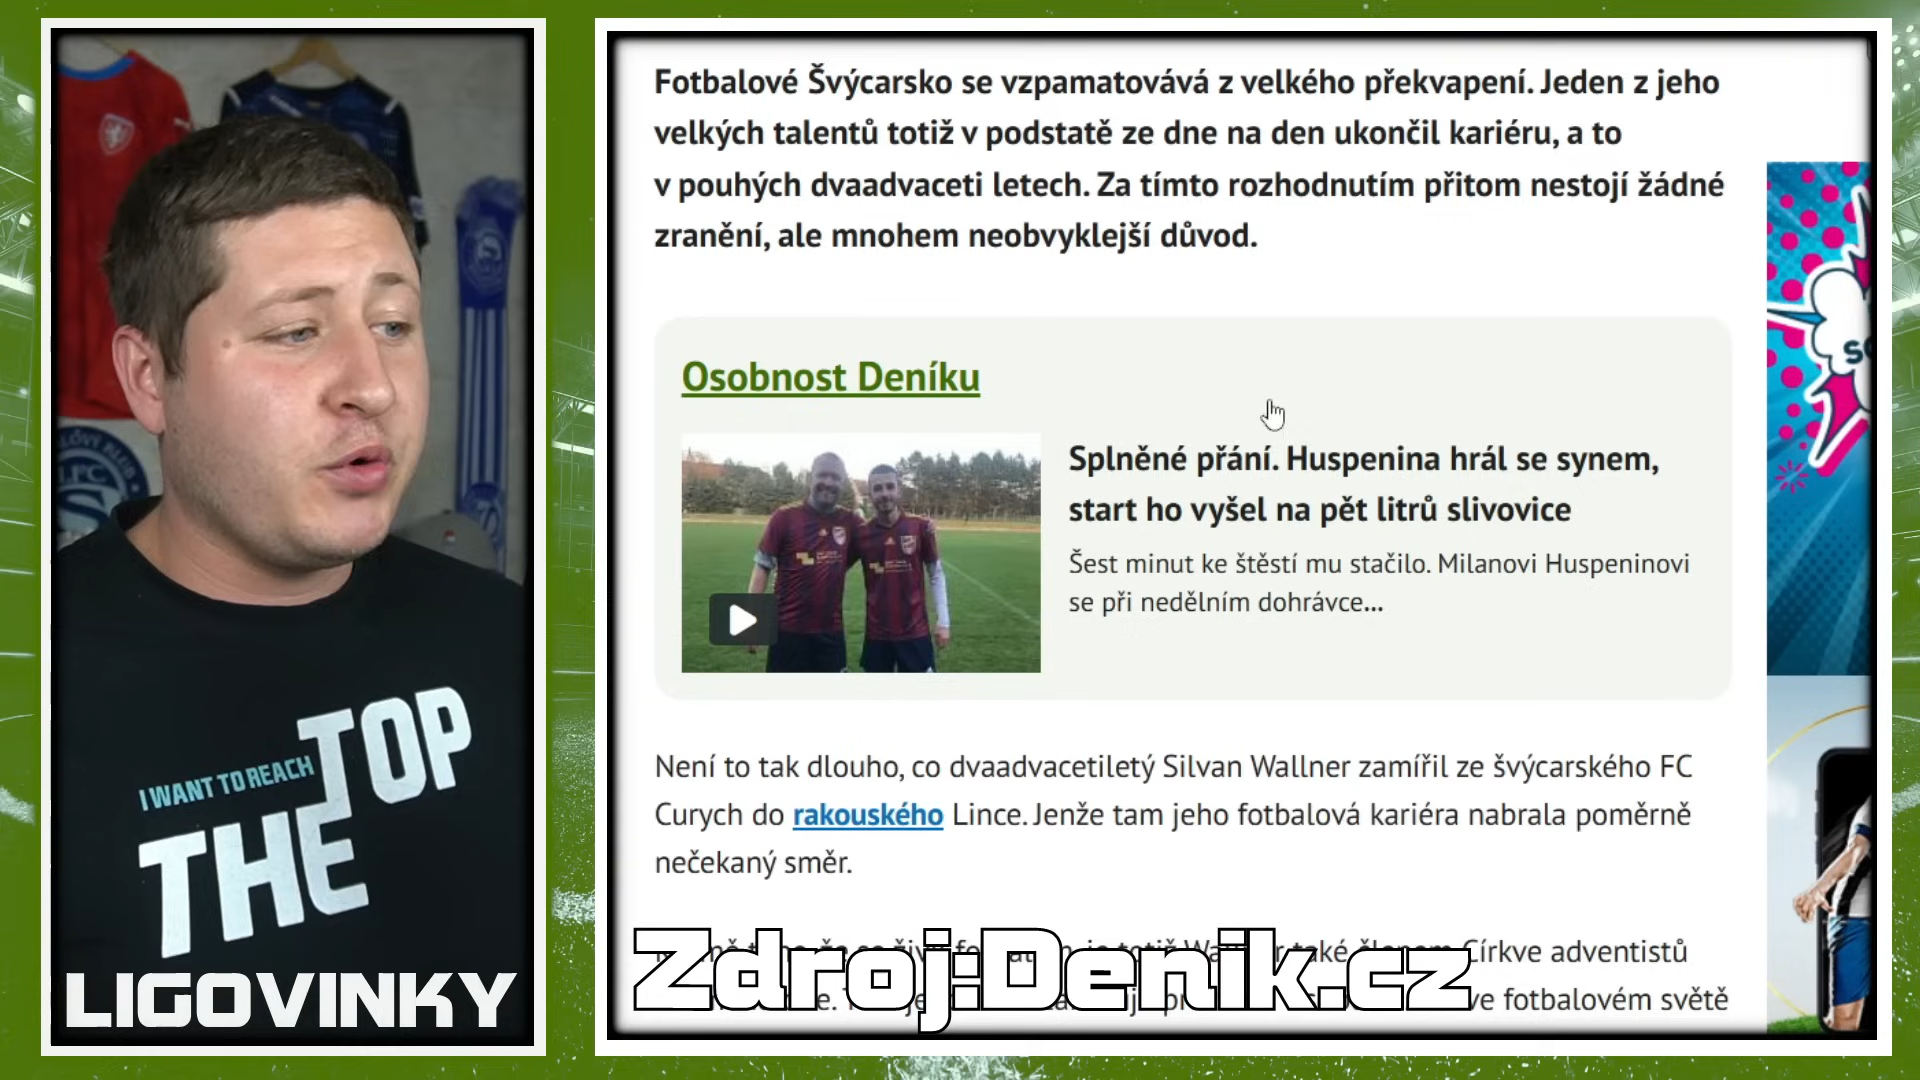 I WANT TO REACH
TOP
THE
LIGOVINKY
Fotbalové Švýcarsko se vzpamatovává z velkého překvapení. Jeden z jeho
velkých talentů totiž v podstatě ze dne na den ukončil kariéru, a to
v pouhých dvaadvaceti letech. Za tímto rozhodnutím přitom nestojí žádné
zranění, ale mnohem neobvyklejší důvod.
Osobnost Deníku
Splněné přání. Huspenina hrál se synem,
start ho vyšel na pět litrů slivovice
Šest minut ke štěstí mu stačilo. Milanovi Huspeninovi
se při nedělním dohrávce...
Není to tak dlouho, co dvaadvacetiletý Silvan Wallner zamířil ze švýcarského FC
Curych do rakouského Lince. Jenže tam jeho fotbalová kariéra nabrala poměrně
nečekaný směr.
také členem Církve adventistů
ve fotbalovém světě
Zdroj:Denik.cz